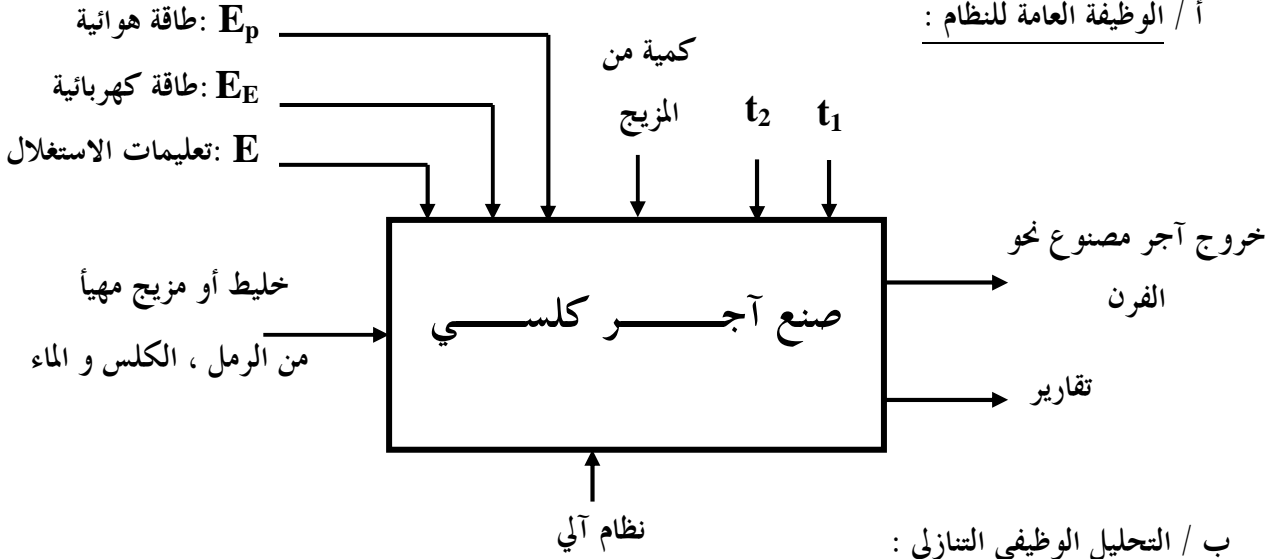 أ / الوظيفة العامة للنظام :
Ep :طاقة هوائية
EE :طاقة كهربائية
E :تعليمات الاستغلال
كمية من
المزيج
t2
t1
خليط أو مزيج مهيأ
من الرمل ، الكلس و الماء
صنع آجـــــر كلســـــي
خروج آجر مصنوع نحو
الفرن
تقارير
نظام آلي
ب / التحليل الوظيفي التنازلي :